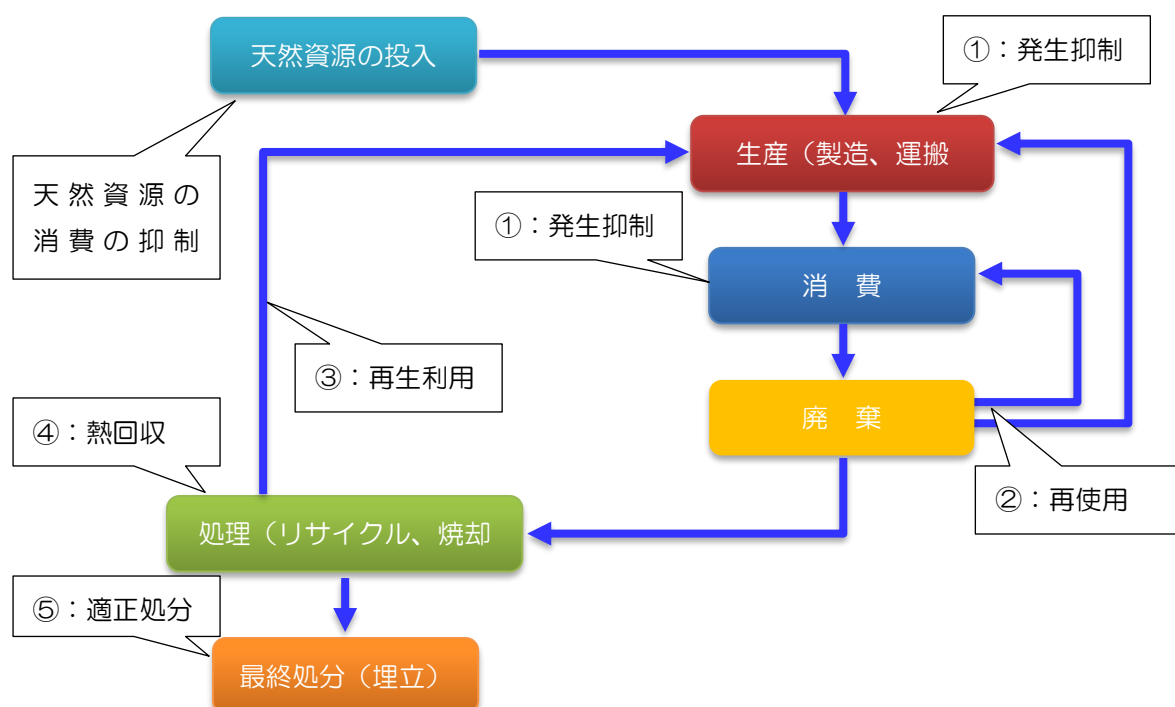 天然資源の投入
①：発生抑制
生産（製造、運搬
天然資源の
消費の抑制
①：発生抑制
消　費
③：再生利用
廃　棄
④：熱回収
②：再使用
処理（リサイクル、焼却
⑤：適正処分
最終処分（埋立）